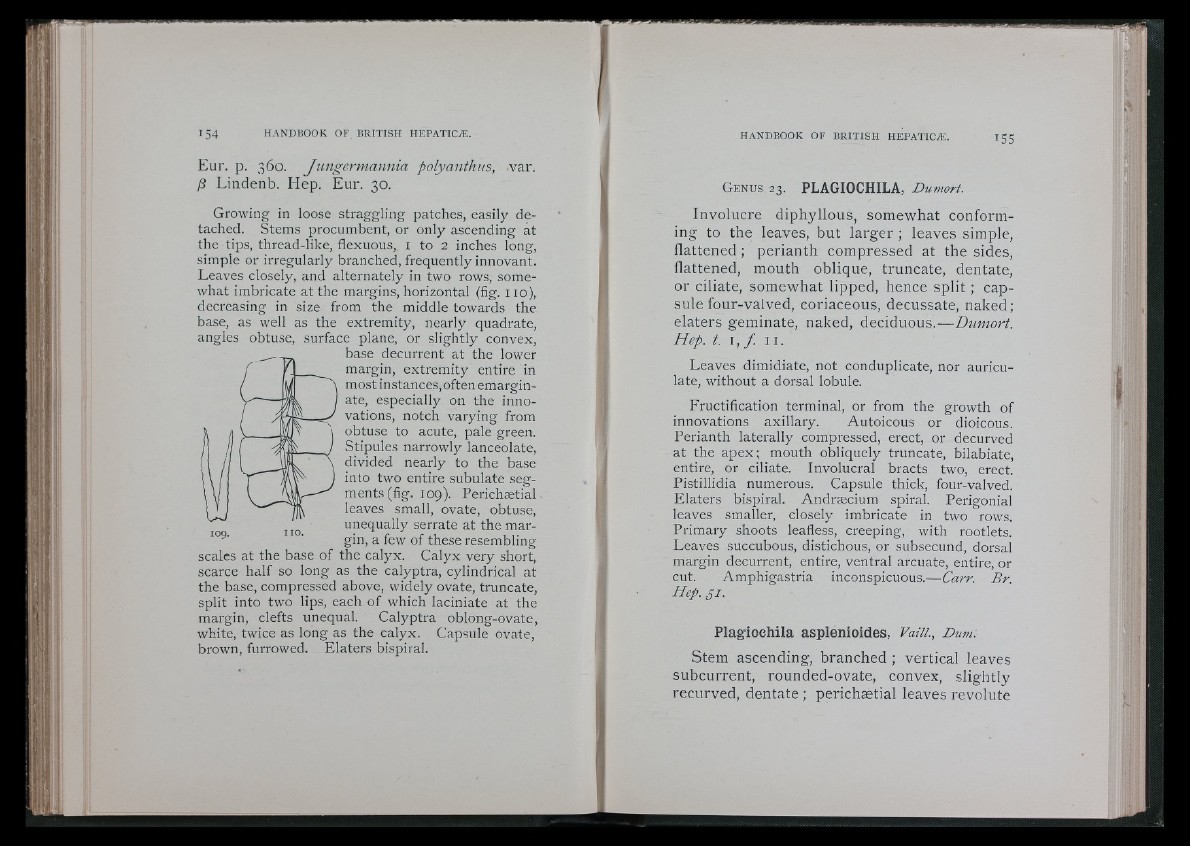 154 HANDBOOK OF BRITISH HEPATICÆ.
Eur. p. 360. Jungermannia polyanthus, var.
β Lindenb. Hep. Eur. 30.
Growing in loose straggling patches, easily de-
tached. Stems procumbent, or only ascending at
the tips, thread-like, flexuous, 1 to 2 inches long,
simple or irregularly branched, frequently innovant.
Leaves closely, and alternately in two rows, some-
what imbricate at the margins, horizontal (fig. 110),
decreasing in size from the middle towards the
base, as well as the extremity, nearly quadrate,
angles obtuse, surface plane, or slightly convex,
base decurrent at the lower
margin, extremity entire in
most instances, often emargin-
ate, especially on the inno-
vations, notch varying from
obtuse to acute, pale green.
Stipules narrowly lanceolate,
divided nearly to the base
into two entire subulate seg-
ments (fig. 109). Perichætial
leaves small, ovate, obtuse,
unequally serrate at the mar-
gin, a few of these resembling
109. 110.
scales at the base of the calyx. Calyx very short,
scarce half so long as the calyptra, cylindrical at
the base, compressed above, widely ovate, truncate,
split into two lips, each of which laciniate at the
margin, clefts unequal. Calyptra oblong-ovate,
white, twice as long as the calyx. Capsule ovate,
brown, furrowed. Elaters bispiral.
HANDBOOK OF BRITISH HEPATICÆ. 155
GENUS 23. PLAGIOCHILA, Dumort.
Involucre diphyllous, somewhat conform-
ing to the leaves, but larger ; leaves simple,
flattened ; perianth compressed at the sides,
flattened, mouth oblique, truncate, dentate,
or ciliate, somewhat lipped, hence split ; cap-
sule four-valved, coriaceous, decussate, naked ;
elaters geminate, naked, deciduous.—Dumort.
Hep. t. 1, f. 11.
Leaves dimidiate, not conduplicate, nor auricu-
late, without a dorsal lobule.
Fructification terminal, or from the growth of
innovations axillary. Autoicous or dioicous.
Perianth laterally compressed, erect, or decurved
at the apex; mouth obliquely truncate, bilabiate,
entire, or ciliate. Involucral bracts two, erect.
Pistillidia numerous. Capsule thick, four-valved.
Elaters bispiral. Andræcium spiral. Perigonial
leaves smaller, closely imbricate in two rows.
Primary shoots leafless, creeping, with rootlets.
Leaves succubous, distichous, or subsecund, dorsal
margin decurrent, entire, ventral arcuate, entire, or
cut. Amphigastria inconspicuous.—Carr. Br.
Hep. 51.
Plagiochila asplenioides, Vaill., Dum.
Stem ascending, branched ; vertical leaves
subcurrent, rounded-ovate, convex, slightly
recurved, dentate ; perichætial leaves revolute